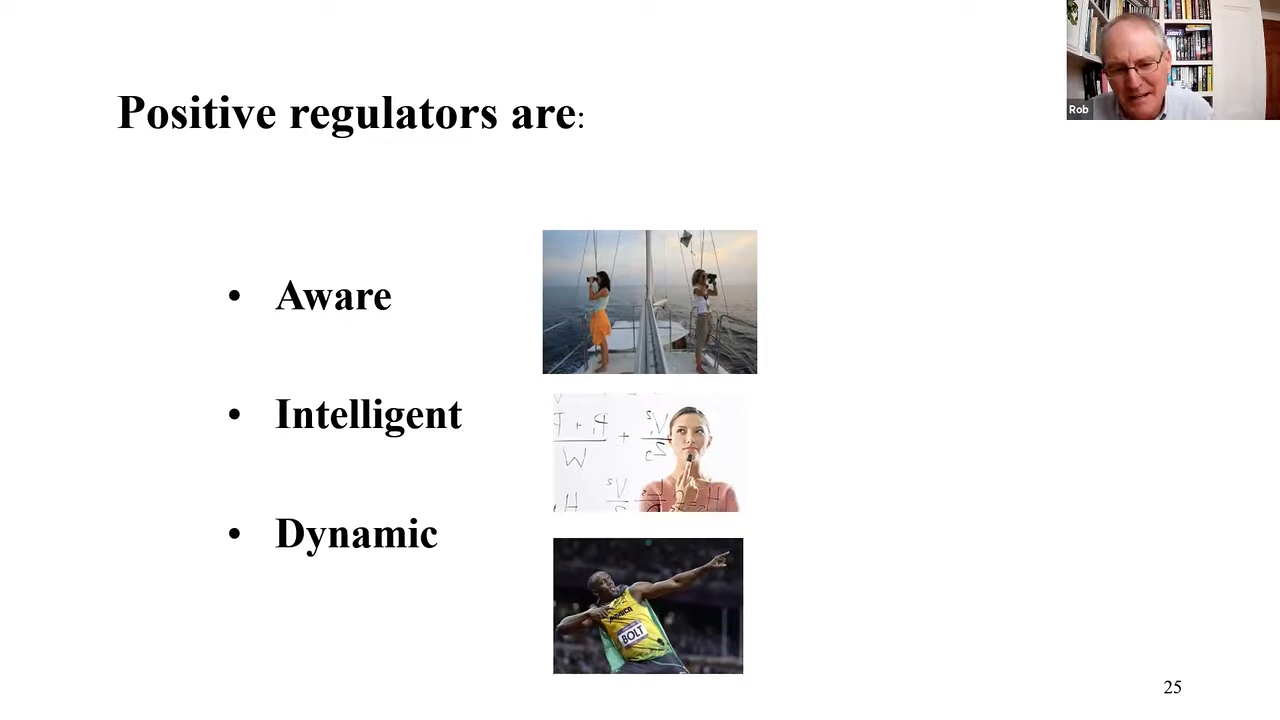 Rob
Positive regulators are:
• Aware
• Intelligent
• Dynamic
BOLT
25